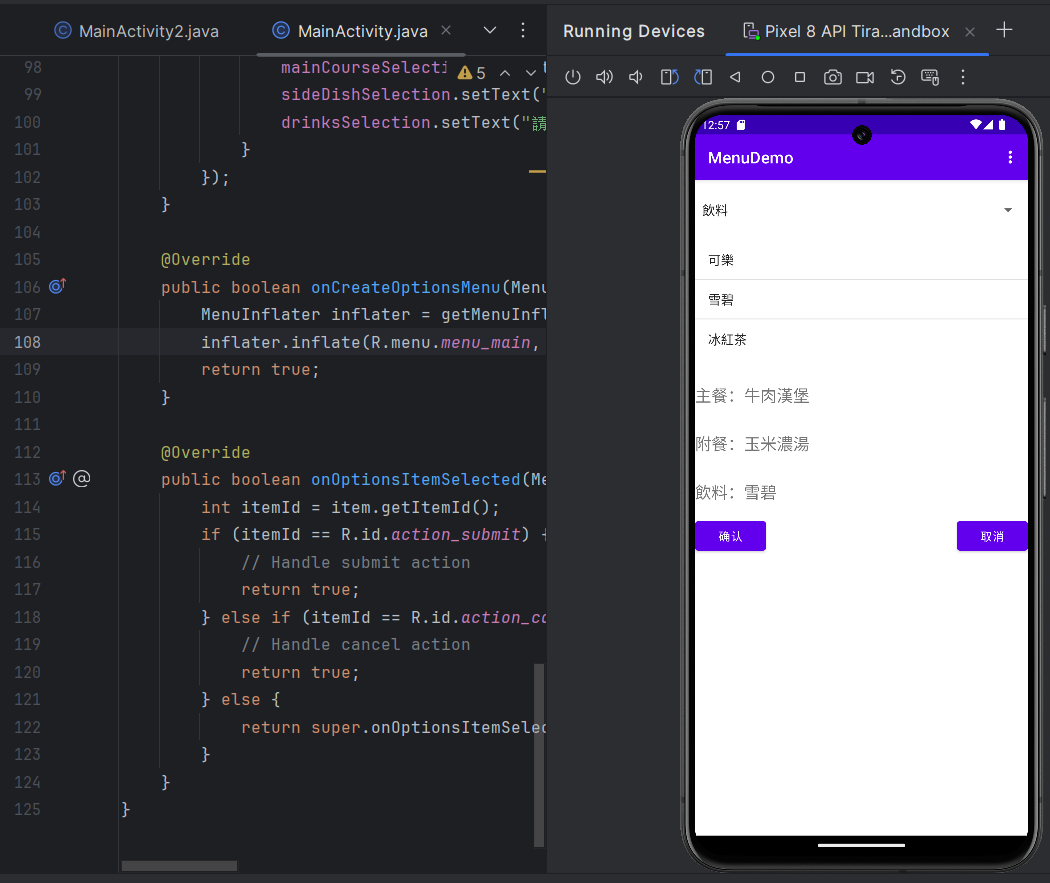 MainActivity2.java
MainActivity.java
98 mainCourseSelecti 5
99 sideDishSelection.setText("
100 drinksSelection.setText("請
101 }
102 });
103 }
104
105 @Override
106 public boolean onCreateOptionsMenu(Menu
107 MenuInflater inflater = getMenuInfl
108 inflater.inflate(R.menu.menu_main,
109 return true;
110 }
111
112 @Override
113 @ public boolean onOptionsItemSelected(Me
114 int itemId = item.getItemId();
115 if (itemId == R.id.action_submit) {
116 // Handle submit action
117 return true;
118 } else if (itemId == R.id.action_ca
119 // Handle cancel action
120 return true;
121 } else {
122 return super.onOptionsItemSelec
123 }
124 }
125 }
Running Devices
Pixel 8 API Tira...andbox
12:57
MenuDemo
飲料
可樂
雪碧
冰紅茶
主餐：牛肉漢堡
附餐：玉米濃湯
飲料：雪碧
确认
取消